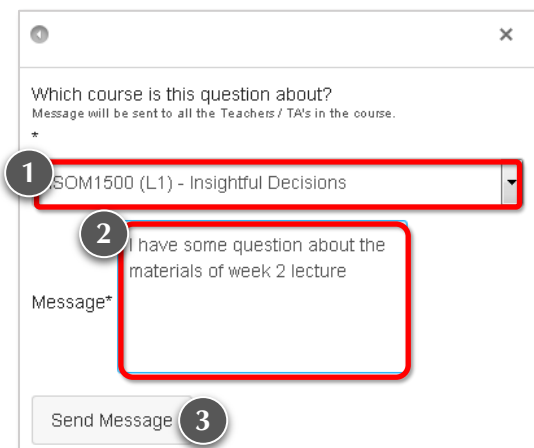 Which course is this question about?
Message will be sent to all the Teachers / TA's in the course.
*
1
SOM1500 (L1) - Insightful Decisions
2
I have some question about the
materials of week 2 lecture
Message*
Send Message
3